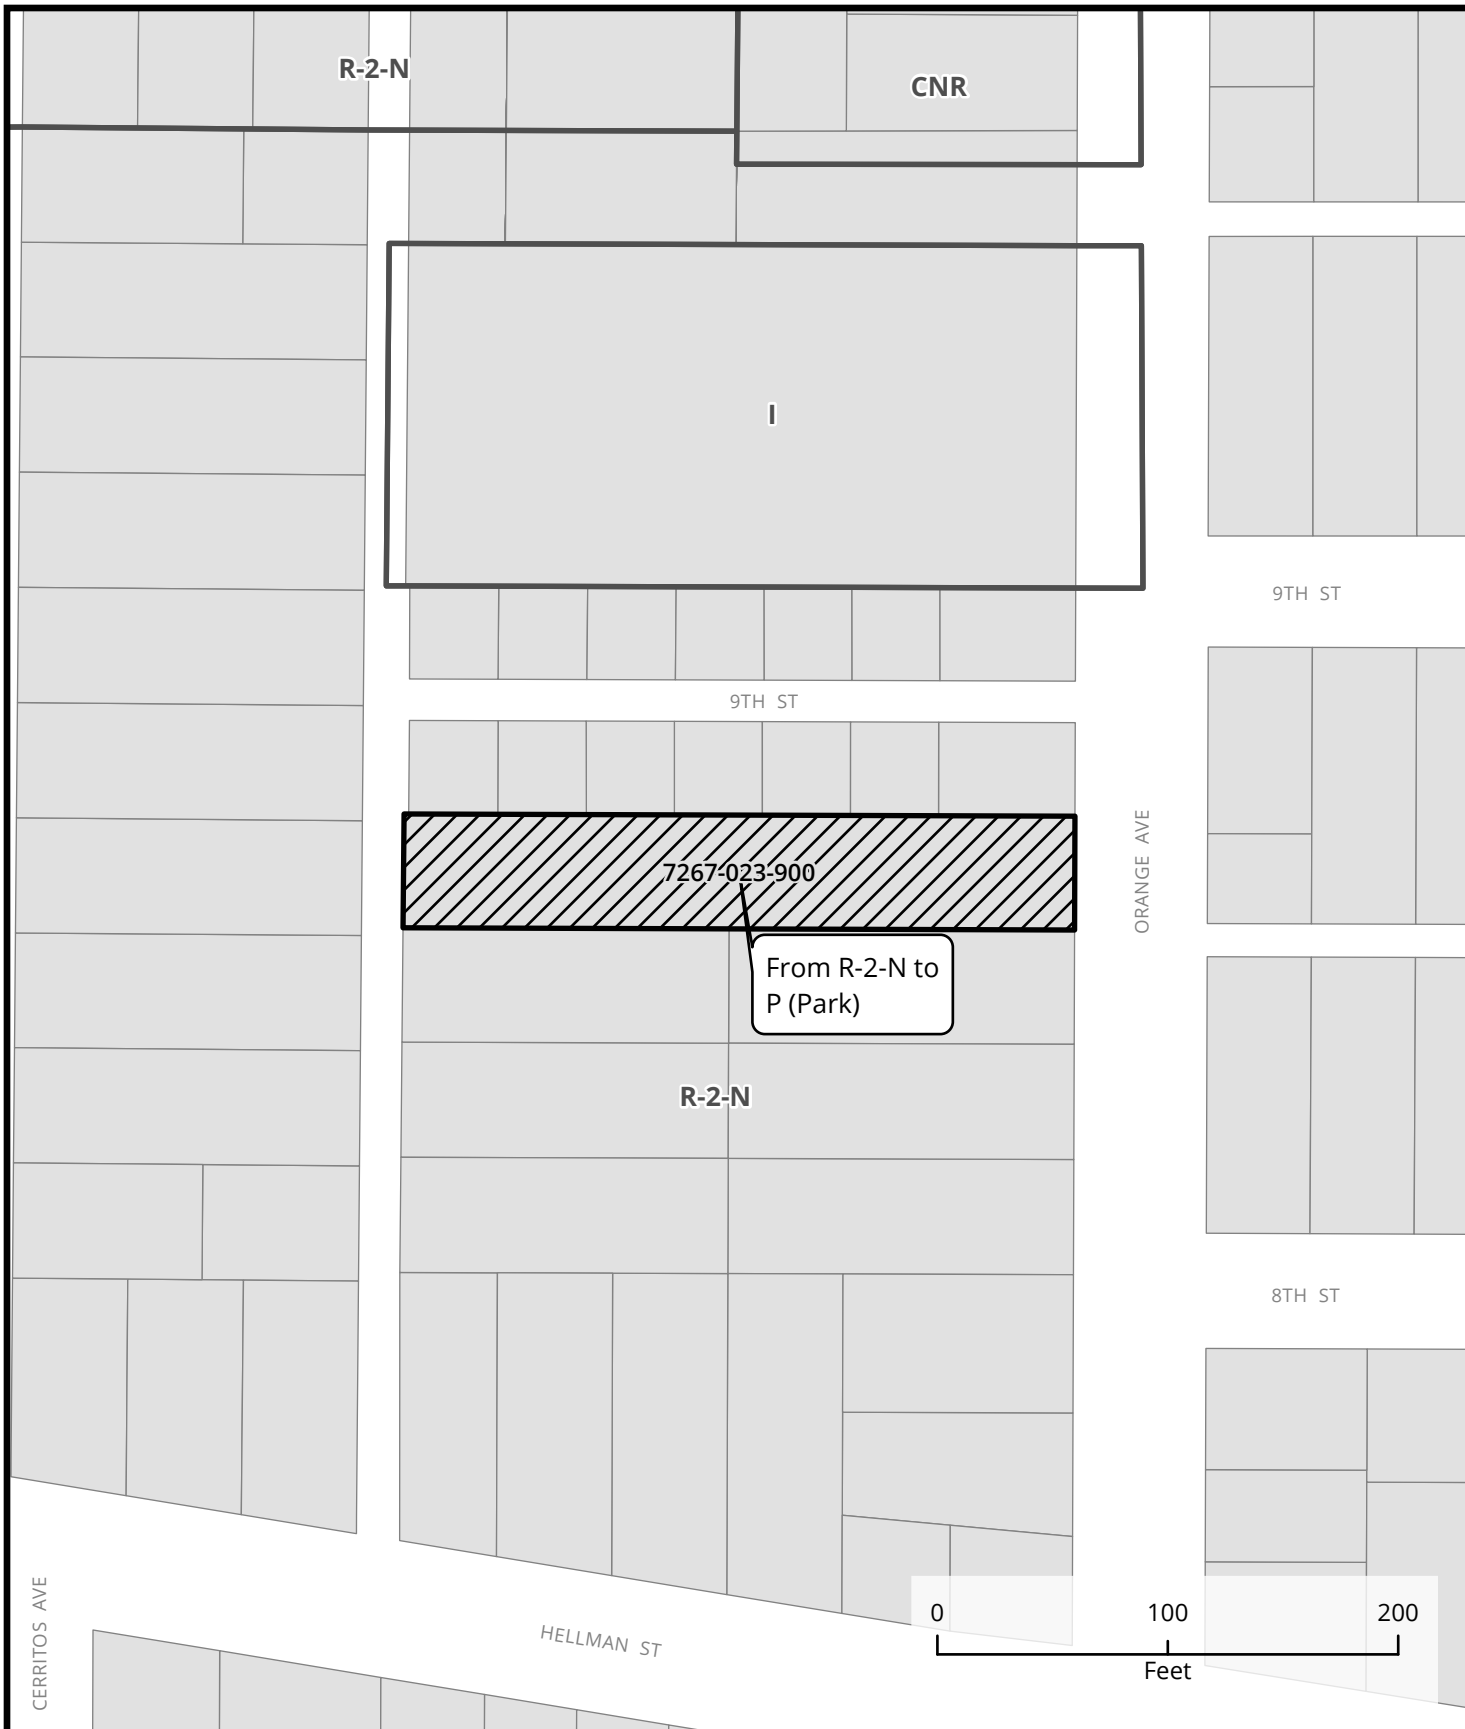 R-2-N
CNR
I
9TH ST
9TH ST
ORANGE AVE
7267-023-900
From R-2-N to
P (Park)
R-2-N
8TH ST
CERRITOS AVE
HELLMAN ST
0 100 200
Feet